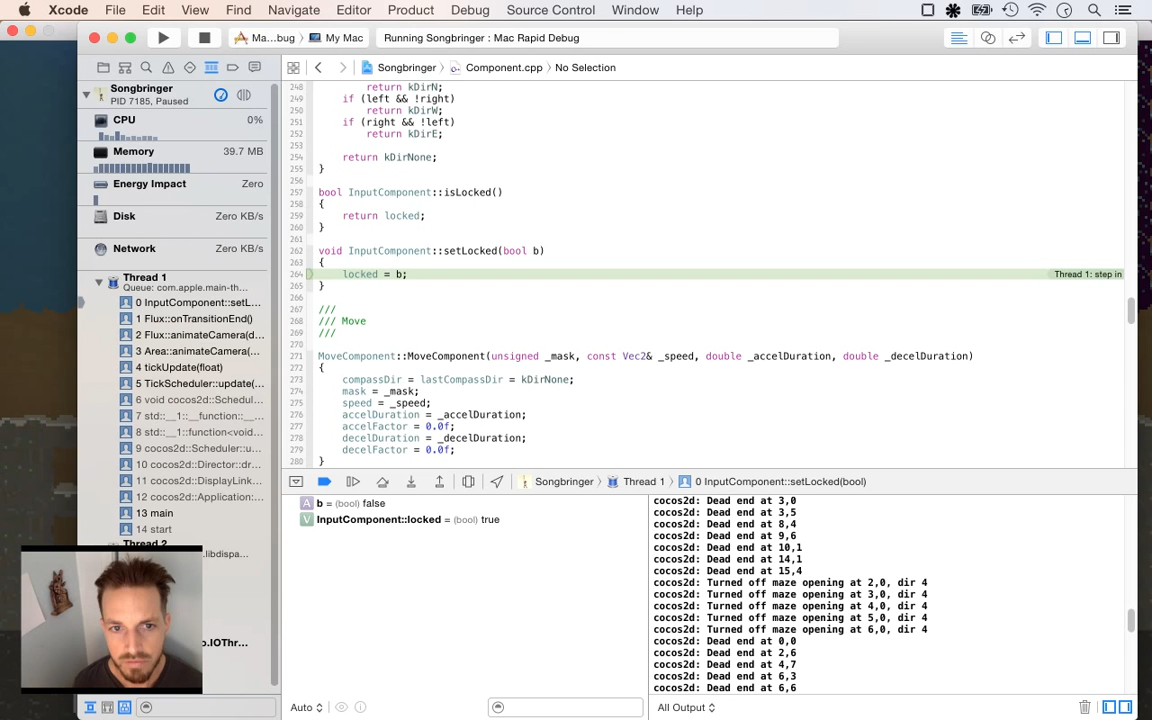 Xcode File Edit View Find Navigate Editor Product Debug Source Control Window Help
Ma...bug My Mac Running Songbringer : Mac Rapid Debug
Songbringer Component.cpp No Selection
Songbringer
PID 7185, Paused
CPU 0%
Memory 39.7 MB
Energy Impact Zero
Disk Zero KB/s
Network Zero KB/s
Thread 1
Queue: com.apple.main-th...
0 InputComponent::setL...
1 Flux::onTransitionEnd()
2 Flux::animateCamera(d...
3 Area::animateCamera(...
4 tickUpdate(float)
5 TickScheduler::update(...
6 void cocos2d::Schedul...
7 std::__1::__function::__...
8 std::__1::function<void...
9 cocos2d::Scheduler::u...
10 cocos2d::Director::dr...
11 cocos2d::DisplayLink...
12 cocos2d::Application:...
13 main
14 start
Thread 2
.libdispa...
o.IOThr...
248 return kDirN;
249 if (left && !right)
250 return kDirW;
251 if (right && !left)
252 return kDirE;
253
254 return kDirNone;
255 }
256
257 bool InputComponent::isLocked()
258 {
259 return locked;
260 }
261
262 void InputComponent::setLocked(bool b)
263 {
264 locked = b; Thread 1: step in
265 }
266
267 ///
268 /// Move
269 ///
270
271 MoveComponent::MoveComponent(unsigned _mask, const Vec2& _speed, double _accelDuration, double _decelDuration)
272 {
273 compassDir = lastCompassDir = kDirNone;
274 mask = _mask;
275 speed = _speed;
276 accelDuration = _accelDuration;
277 accelFactor = 0.0f;
278 decelDuration = _decelDuration;
279 decelFactor = 0.0f;
280 }
Songbringer Thread 1 0 InputComponent::setLocked(bool)
A b = (bool) false
V InputComponent::locked = (bool) true
cocos2d: Dead end at 3,0
cocos2d: Dead end at 3,5
cocos2d: Dead end at 8,4
cocos2d: Dead end at 9,6
cocos2d: Dead end at 10,1
cocos2d: Dead end at 14,1
cocos2d: Dead end at 15,4
cocos2d: Turned off maze opening at 2,0, dir 4
cocos2d: Turned off maze opening at 3,0, dir 4
cocos2d: Turned off maze opening at 4,0, dir 4
cocos2d: Turned off maze opening at 5,0, dir 4
cocos2d: Turned off maze opening at 6,0, dir 4
cocos2d: Dead end at 0,0
cocos2d: Dead end at 2,6
cocos2d: Dead end at 4,7
cocos2d: Dead end at 6,3
cocos2d: Dead end at 6,6
Auto All Output